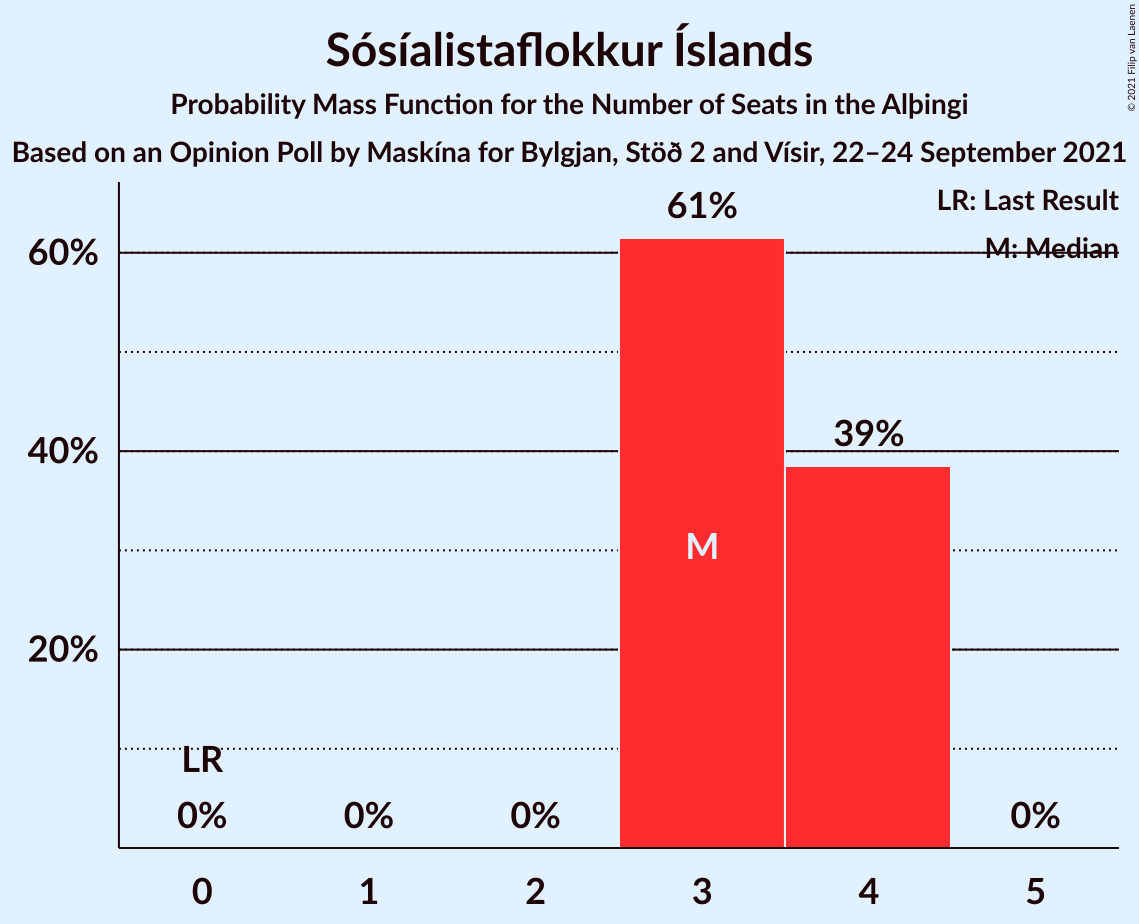 Sósíalistaflokkur Íslands
Probability Mass Function for the Number of Seats in the Alþingi
Based on an Opinion Poll by Maskína for Bylgjan, Stöð 2 and Vísir, 22–24 September 2021
© 2021 Filip van Laenen
LR: Last Result
M: Median
61%
60%
39%
40%
M
20%
LR
0% 0% 0% 0%
0 1 2 3 4 5